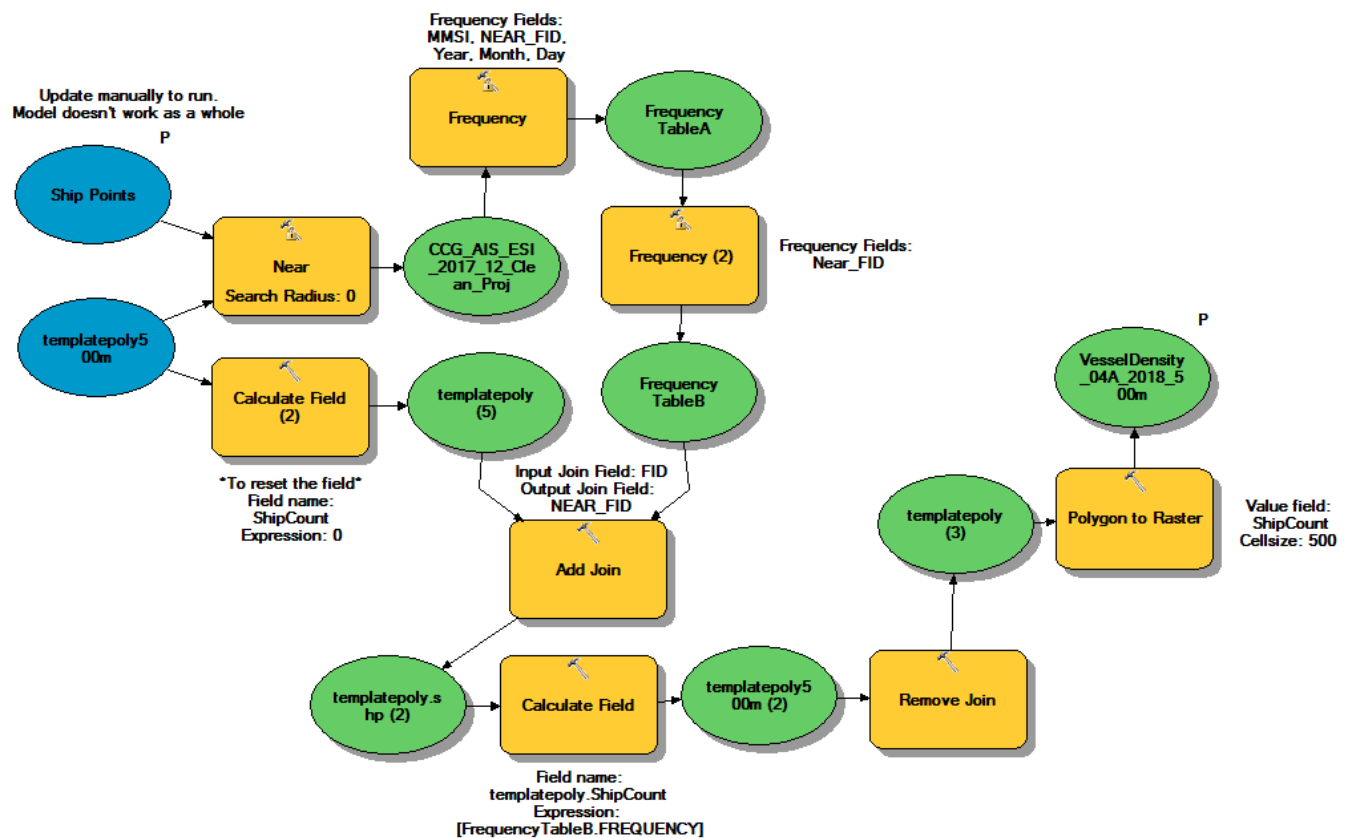 Frequency Fields:
MMSI, NEAR_FID,
Year, Month, Day
Update manually to run.
Model doesn't work as a whole
P
Frequency
Frequency
TableA
Ship Points
Near
Search Radius: 0
CCG_AIS_ESI
_2017_12_Cle
an_Proj
Frequency (2)
Frequency Fields:
Near_FID
templatepoly5
00m
P
VesselDensity
_04A_2018_5
00m
Calculate Field
(2)
templatepoly
(5)
Frequency
TableB
*To reset the field*
Field name:
ShipCount
Expression: 0
Input Join Field: FID
Output Join Field:
NEAR_FID
Add Join
templatepoly
(3)
Polygon to Raster
Value field:
ShipCount
Cellsize: 500
templatepoly.s
hp (2)
Calculate Field
templatepoly5
00m (2)
Remove Join
Field name:
templatepoly.ShipCount
Expression:
[FrequencyTableB.FREQUENCY]